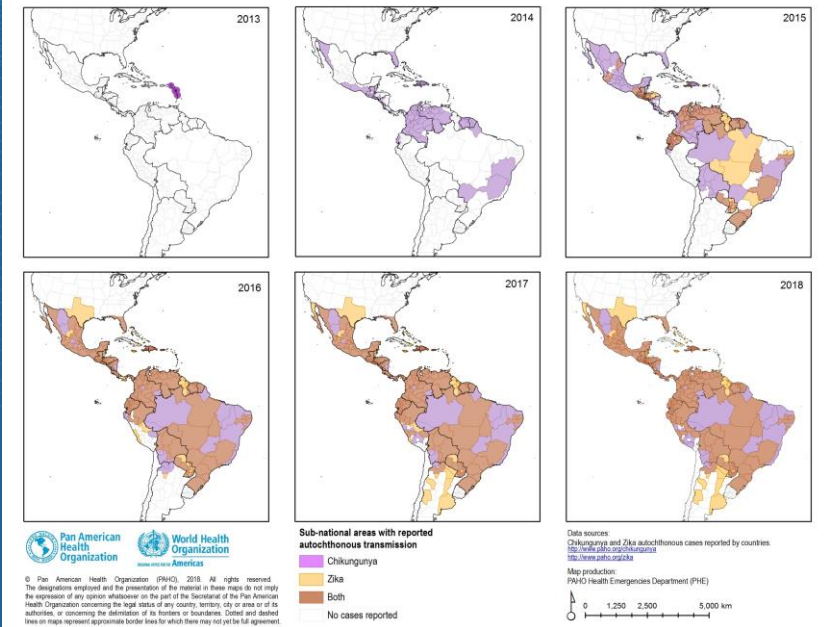 2013
2014
2015
2016
2017
2018
Pan American
Health
Organization
World Health
Organization
Americas
© Pan American Health Organization (PAHO), 2018. All rights reserved.
The designations employed and the presentation of the material in these maps do not imply
the expression of any opinion whatsoever on the part of the Secretariat of the Pan American
Health Organization concerning the legal status of any country, territory, city or area or of its
authorities, or concerning the delimitation of its frontiers or boundaries. Dotted and dashed
lines on maps represent approximate border lines for which there may not yet be full agreement.
Sub-national areas with reported
autochthonous transmission
Chikungunya
Zika
Both
No cases reported
Data sources:
Chikungunya and Zika autochthonous cases reported by countries.
http://www.paho.org/chikungunya
http://www.paho.org/zika
Map production:
PAHO Health Emergencies Department (PHE)
0 1,250 2,500 5,000 km